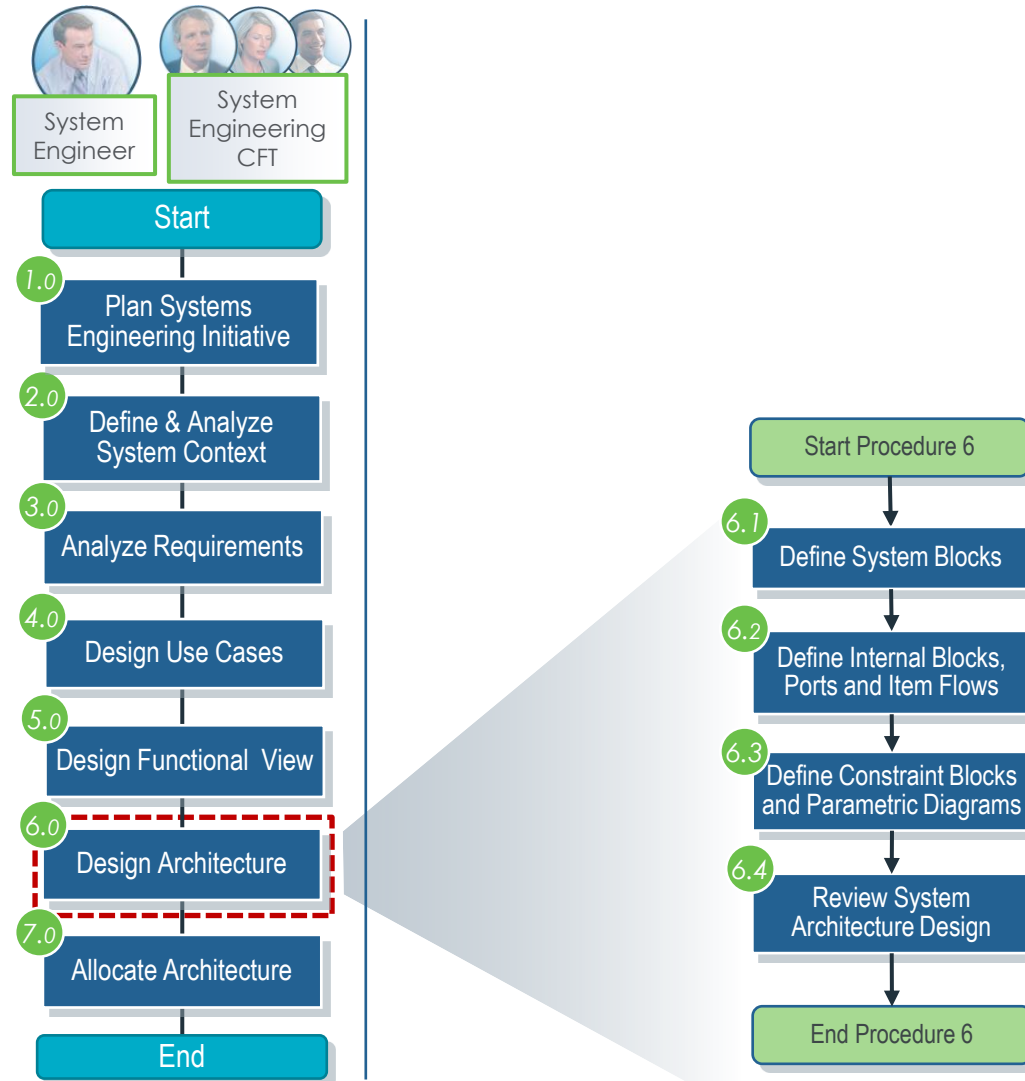 System
Engineer
System
Engineering
CFT
Start
1.0
Plan Systems
Engineering Initiative
2.0
Define & Analyze
System Context
3.0
Analyze Requirements
4.0
Design Use Cases
5.0
Design Functional View
6.0
Design Architecture
7.0
Allocate Architecture
End
Start Procedure 6
6.1
Define System Blocks
6.2
Define Internal Blocks,
Ports and Item Flows
6.3
Define Constraint Blocks
and Parametric Diagrams
6.4
Review System
Architecture Design
End Procedure 6